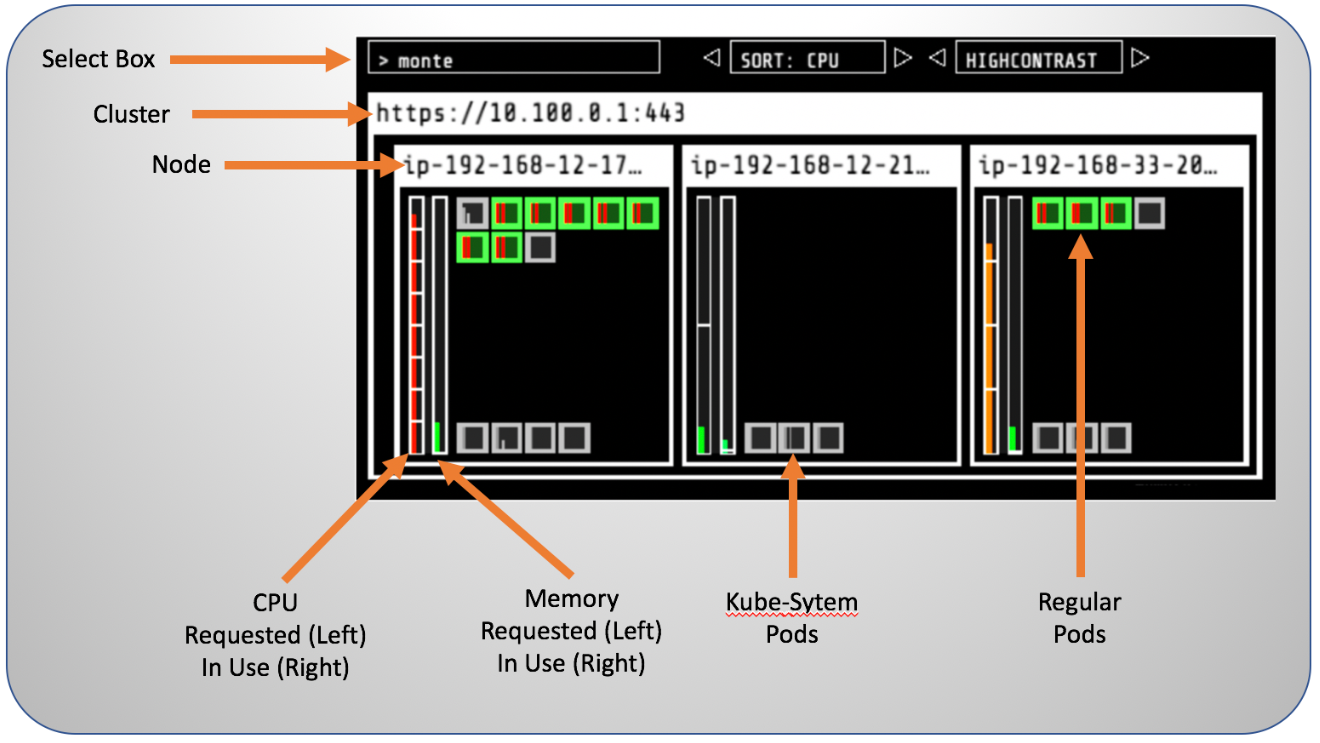 Select Box
> monte
SORT: CPU
HIGHCONTRAST
Cluster
https://10.100.0.1:443
Node
ip-192-168-12-17…
ip-192-168-12-21…
ip-192-168-33-20…
CPU
Requested (Left)
In Use (Right)
Memory
Requested (Left)
In Use (Right)
Kube-Sytem
Pods
Regular
Pods